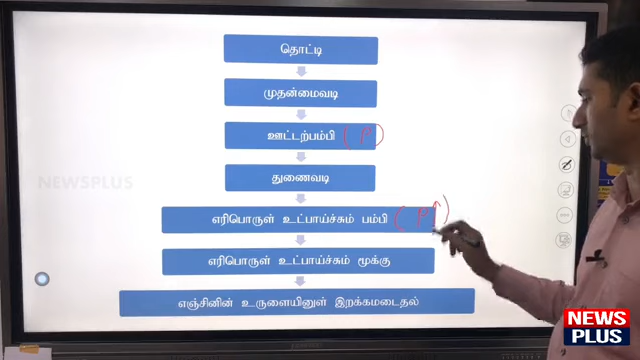 தொட்டி
முதன்மைவடி
ஊட்டற்பம்பி (P)
துணைவடி
எரிபொருள் உட்பாய்ச்சும் பம்பி (P↑)
எரிபொருள் உட்பாய்ச்சும் மூக்கு
எஞ்சினின் உருளையினுள் இறக்கமடைதல்
NEWSPLUS
NEWS
PLUS